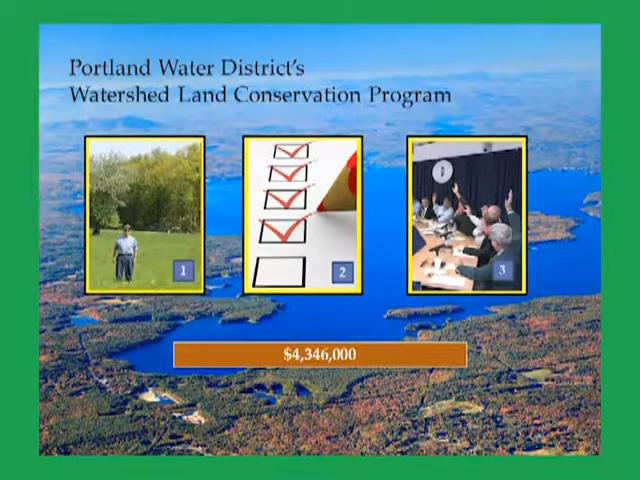 Portland Water District's
Watershed Land Conservation Program
1
2
3
$4,346,000